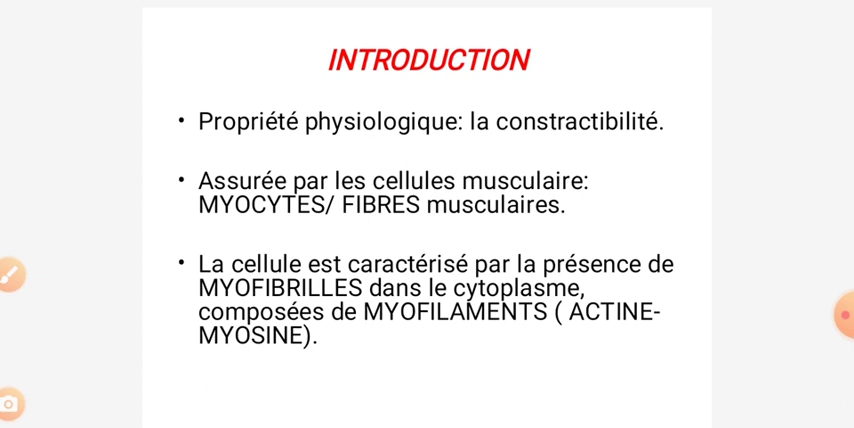 INTRODUCTION
• Propriété physiologique: la constractibilité.
• Assurée par les cellules musculaire:
MYOCYTES/ FIBRES musculaires.
• La cellule est caractérisé par la présence de
MYOFIBRILLES dans le cytoplasme,
composées de MYOFILAMENTS ( ACTINE-
MYOSINE).